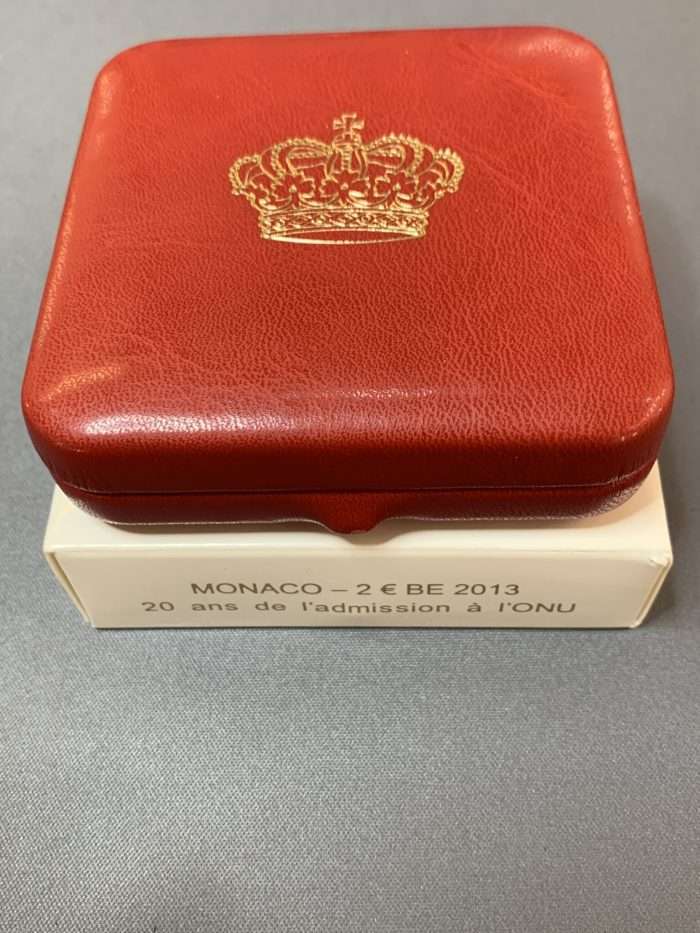 MONACO – 2 € BE 2013
20 ans de l'admission à l'ONU